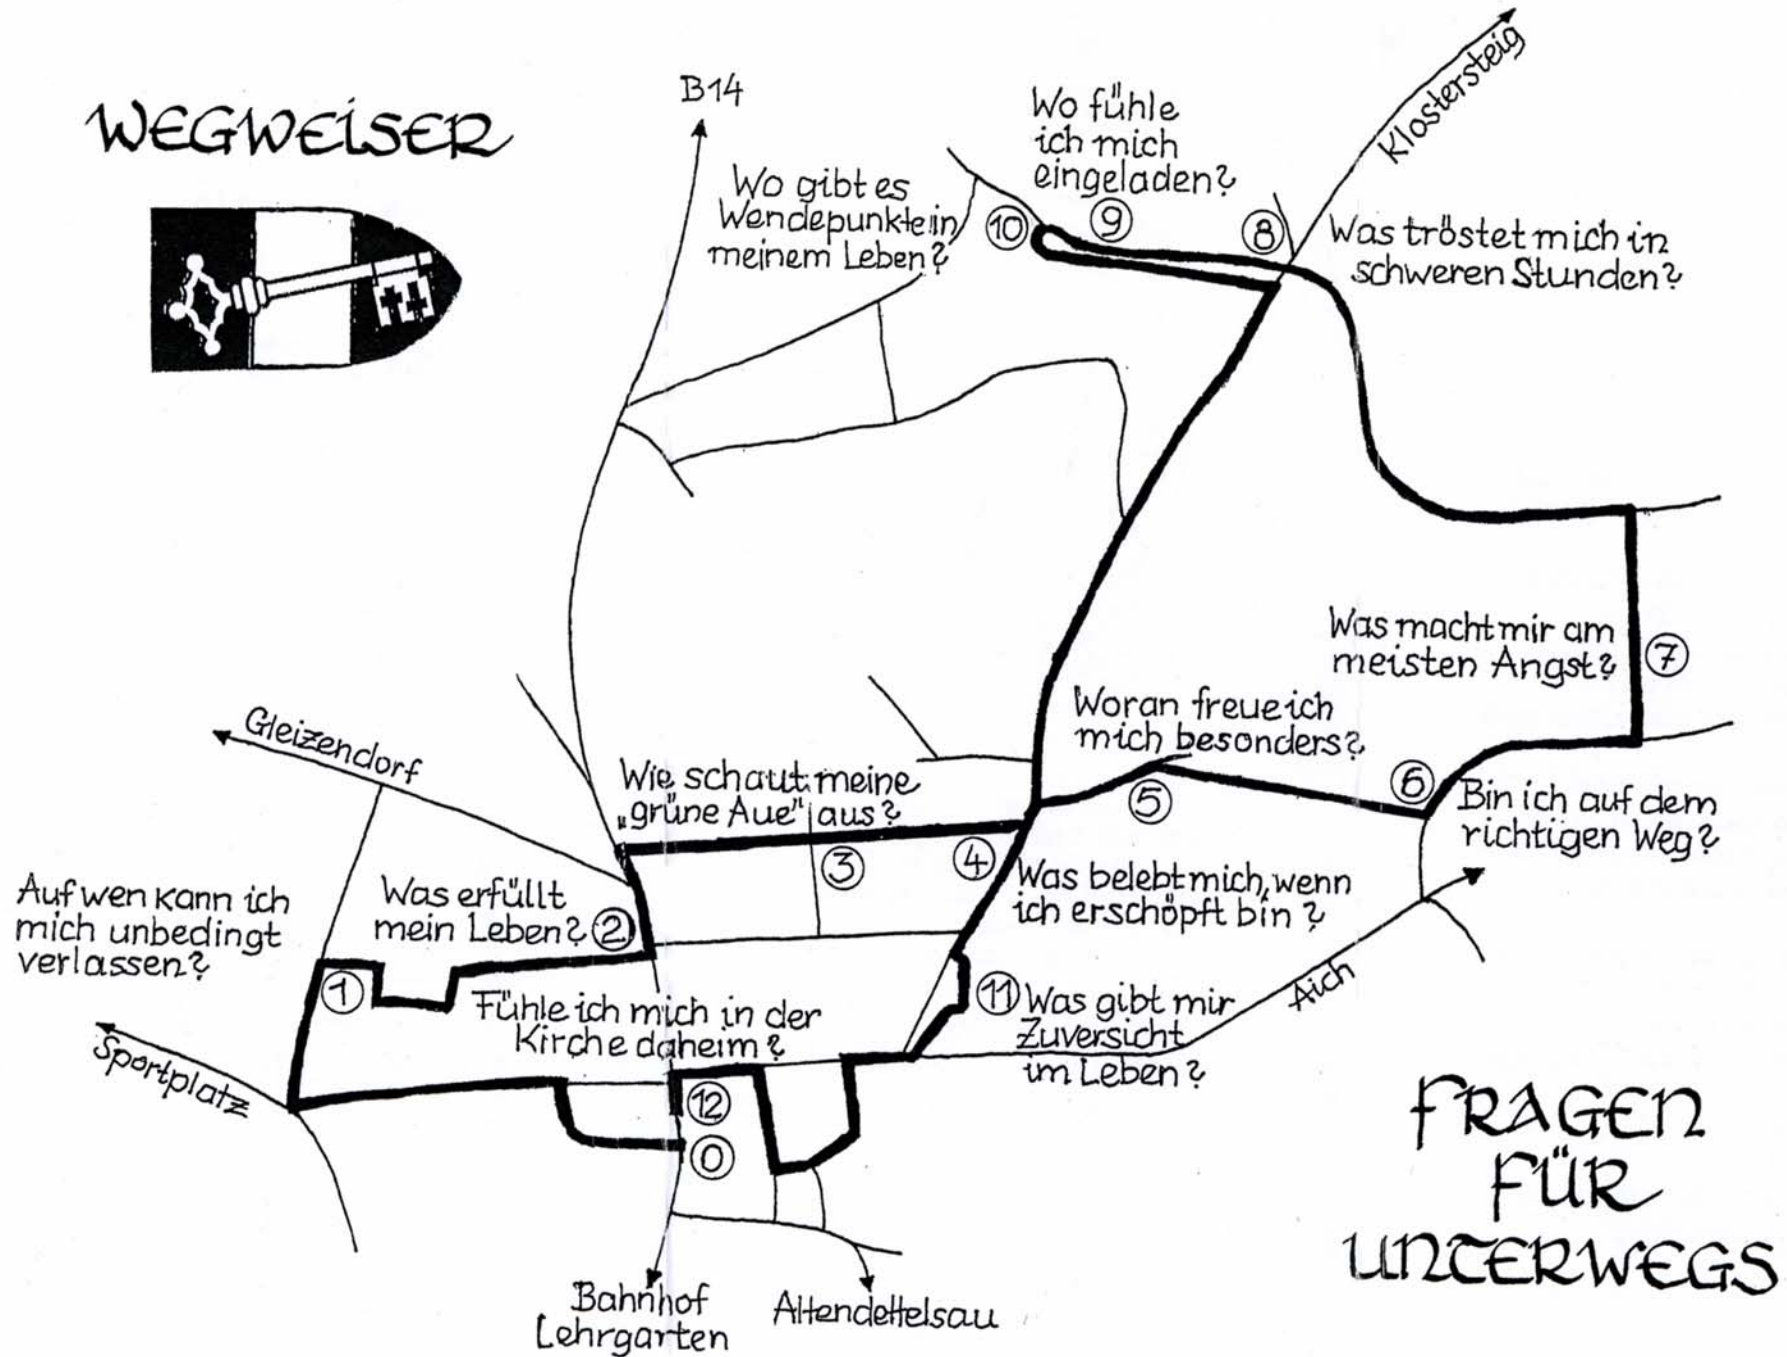 WEGWEISER
B14
Klostersteig
Wo fühle
ich mich
eingeladen?
Wo gibt es
Wendepunkte in
meinem Leben?
10
9
8
Was tröstet mich in
schweren Stunden?
Was macht mir am
meisten Angst?
7
Woran freue ich
mich besonders?
5
6
Bin ich auf dem
richtigen Weg?
Gleizendorf
Wie schaut meine
„grüne Aue" aus?
3
4
Was belebt mich, wenn
ich erschöpft bin?
Auf wen kann ich
mich unbedingt
verlassen?
1
Was erfüllt
mein Leben?
2
Fühle ich mich in der
Kirche daheim?
11
Was gibt mir
Zuversicht
im Leben?
Aich
Sportplatz
12
0
Bahnhof
Lehrgarten
Altendettelsau
FRAGEN
FÜR
UNTERWEGS